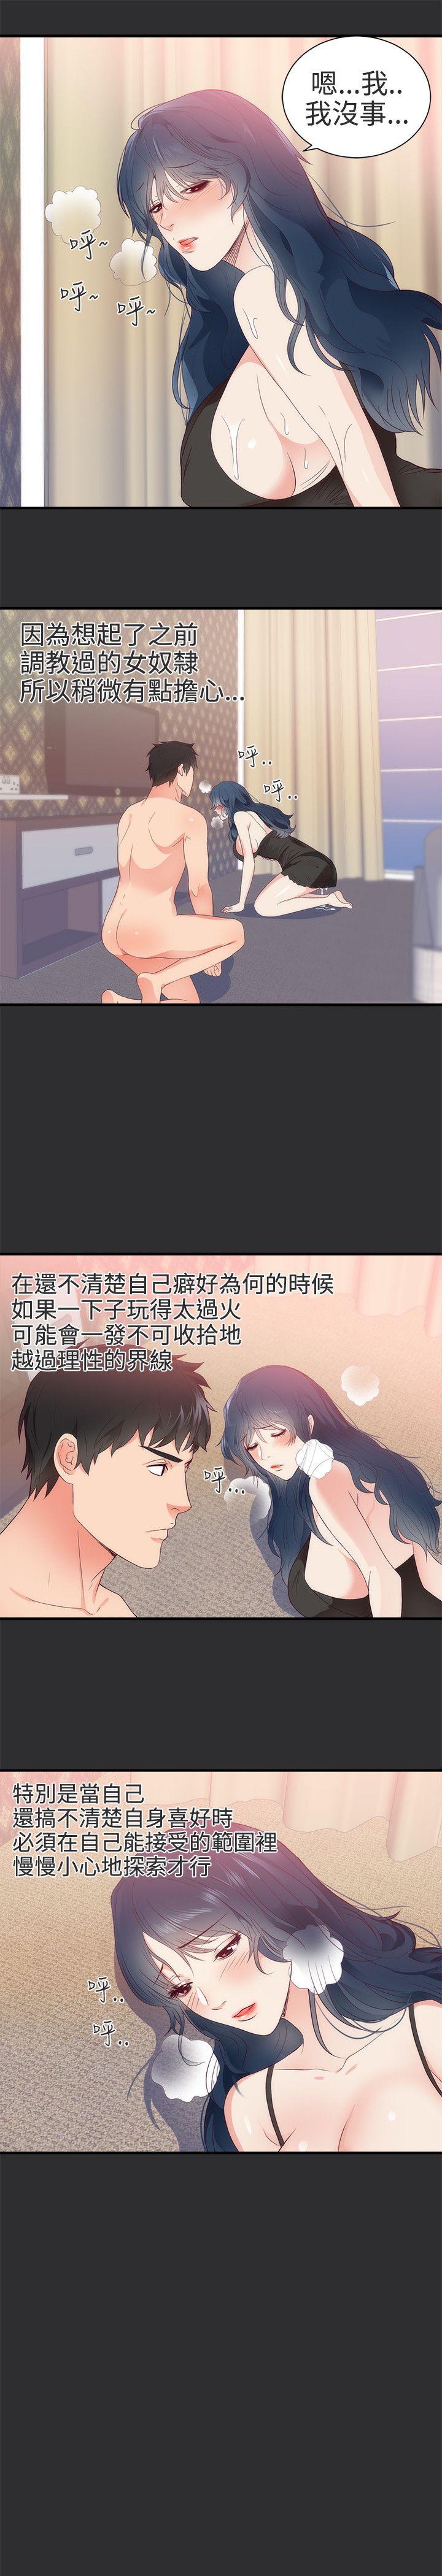 嗯...我..
我沒事...
呼~
呼~
呼~
因為想起了之前
調教過的女奴隸
所以稍微有點擔心...
呼..
呼..
在還不清楚自己癖好為何的時候
如果一下子玩得太過火
可能會一發不可收拾地
越過理性的界線
呼...
特別是當自己
還搞不清楚自身喜好時
必須在自己能接受的範圍裡
慢慢小心地探索才行
呼..
呼..